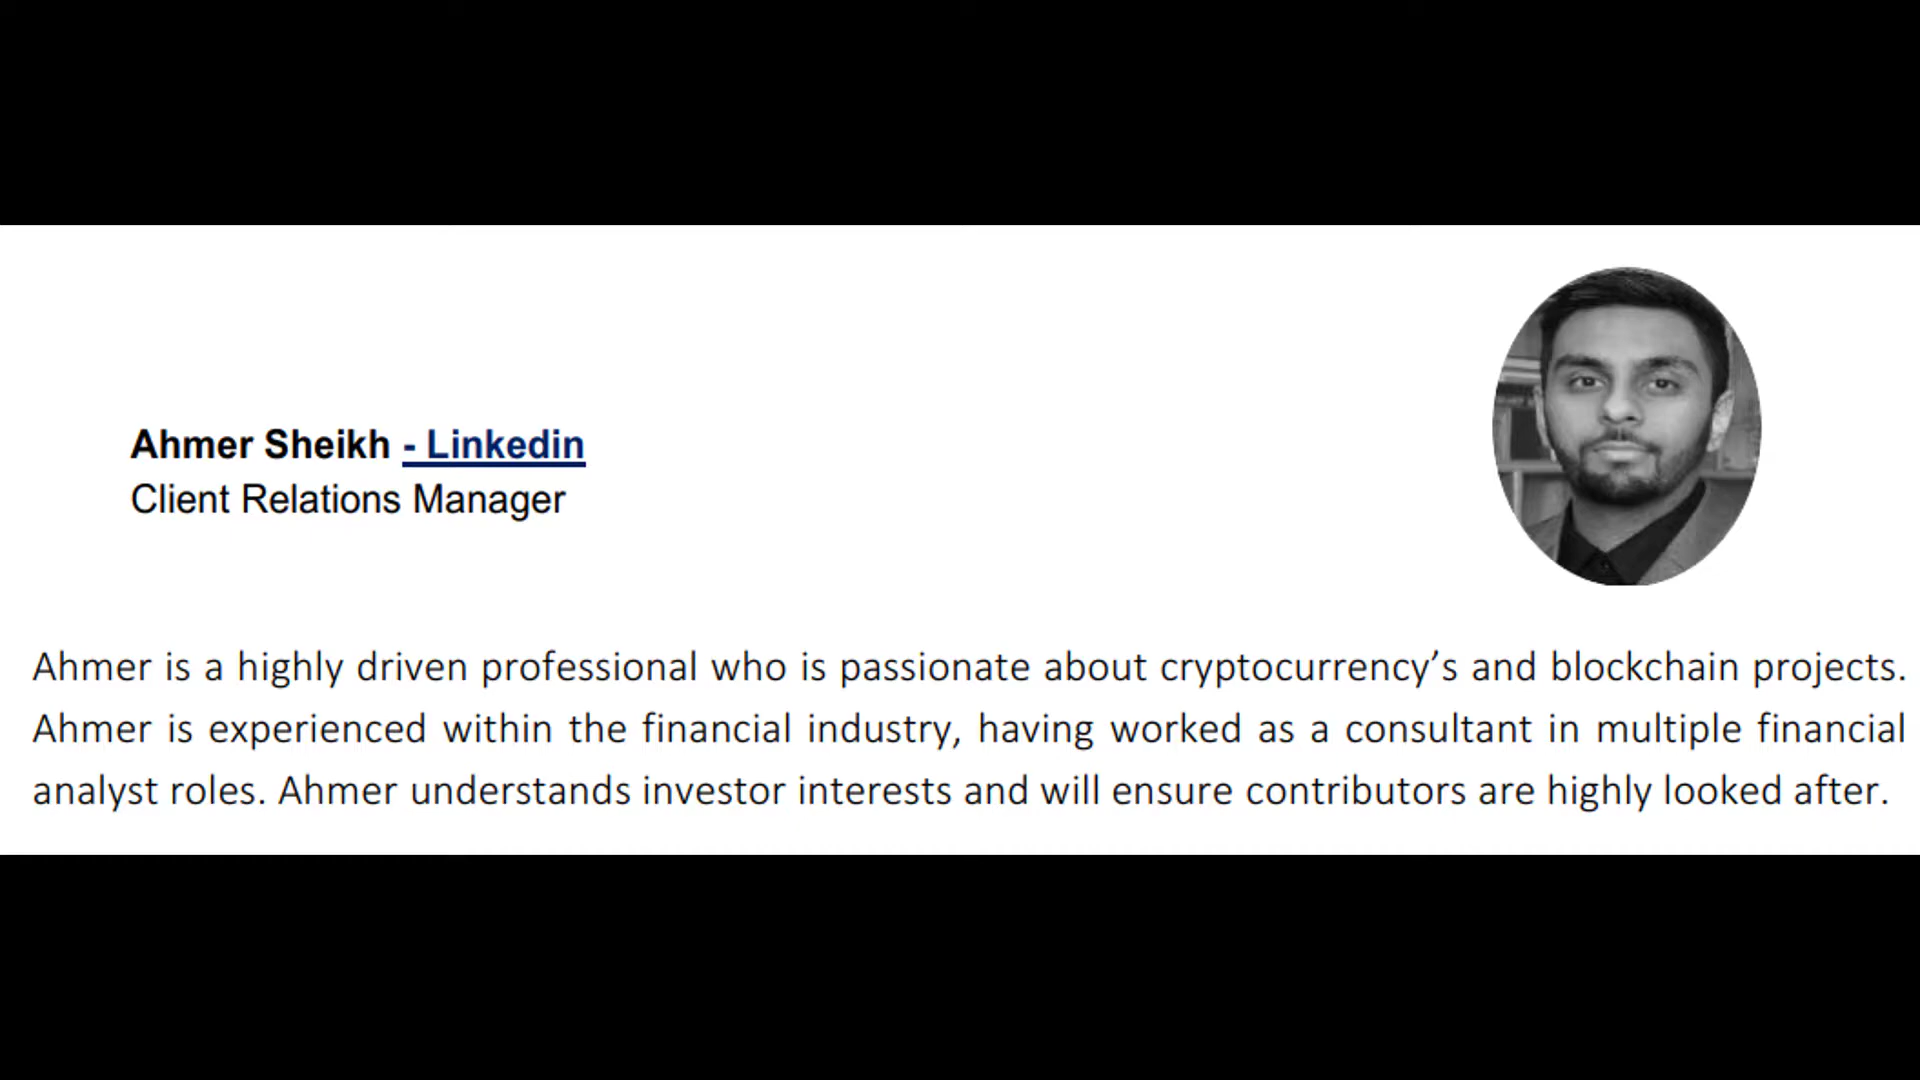 Ahmer Sheikh - Linkedin
Client Relations Manager
Ahmer is a highly driven professional who is passionate about cryptocurrency’s and blockchain projects.
Ahmer is experienced within the financial industry, having worked as a consultant in multiple financial
analyst roles. Ahmer understands investor interests and will ensure contributors are highly looked after.